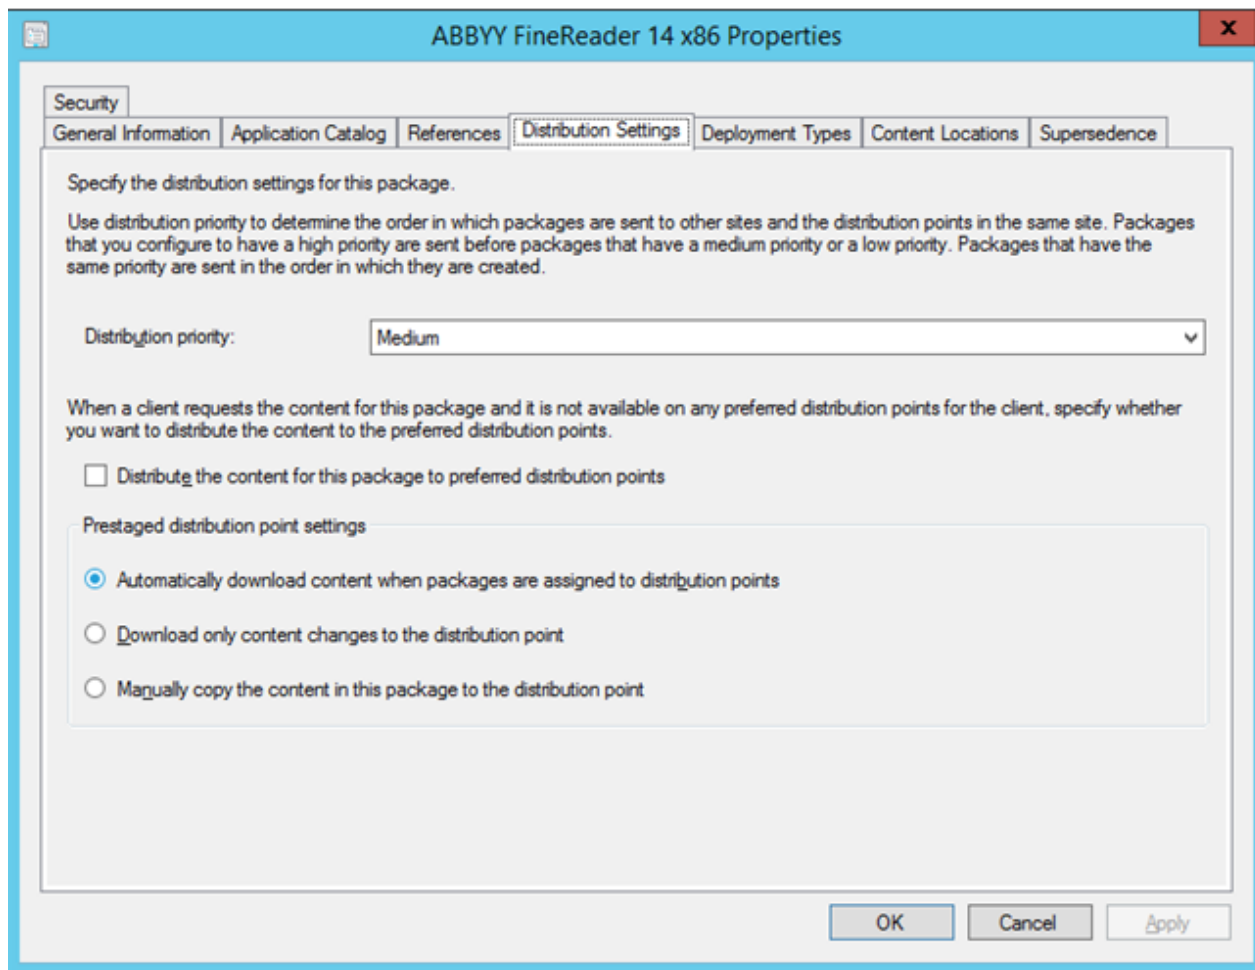 ABBYY FineReader 14 x86 Properties
x
Security
General Information
Application Catalog
References
Distribution Settings
Deployment Types
Content Locations
Supersedence
Specify the distribution settings for this package.
Use distribution priority to determine the order in which packages are sent to other sites and the distribution points in the same site. Packages
that you configure to have a high priority are sent before packages that have a medium priority or a low priority. Packages that have the
same priority are sent in the order in which they are created.
Distribution priority:
Medium
When a client requests the content for this package and it is not available on any preferred distribution points for the client, specify whether
you want to distribute the content to the preferred distribution points.
Distribute the content for this package to preferred distribution points
Prestaged distribution point settings
Automatically download content when packages are assigned to distribution points
Download only content changes to the distribution point
Manually copy the content in this package to the distribution point
OK
Cancel
Apply